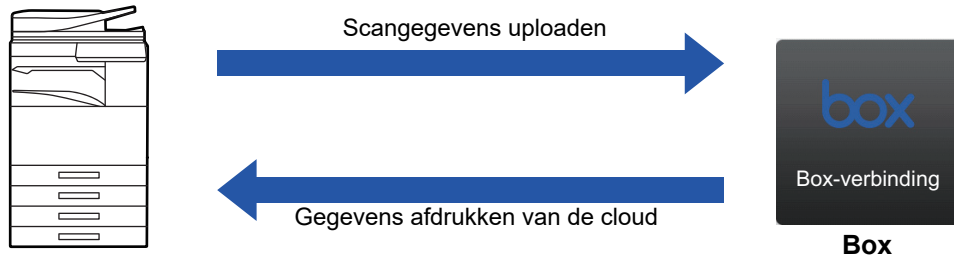 Scangegevens uploaden
box
Box-verbinding
Gegevens afdrukken van de cloud
Box